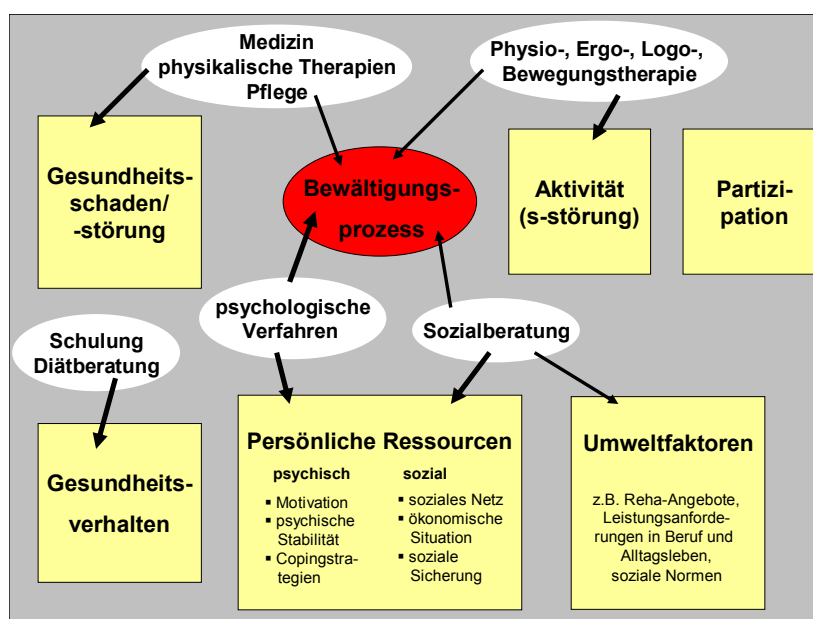 Medizin
physikalische Therapien
Pflege
Physio-, Ergo-, Logo-,
Bewegungstherapie
Gesundheits-
schaden/
-störung
Bewältigungs-
prozess
Aktivität
(s-störung)
Partizi-
pation
psychologische
Verfahren
Sozialberatung
Schulung
Diätberatung
Gesundheits-
verhalten
Persönliche Ressourcen
psychisch
▪ Motivation
▪ psychische
Stabilität
▪ Copingstra-
tegien
sozial
▪ soziales Netz
▪ ökonomische
Situation
▪ soziale
Sicherung
Umweltfaktoren
z.B. Reha-Angebote,
Leistungsanforde-
rungen in Beruf und
Alltagsleben,
soziale Normen